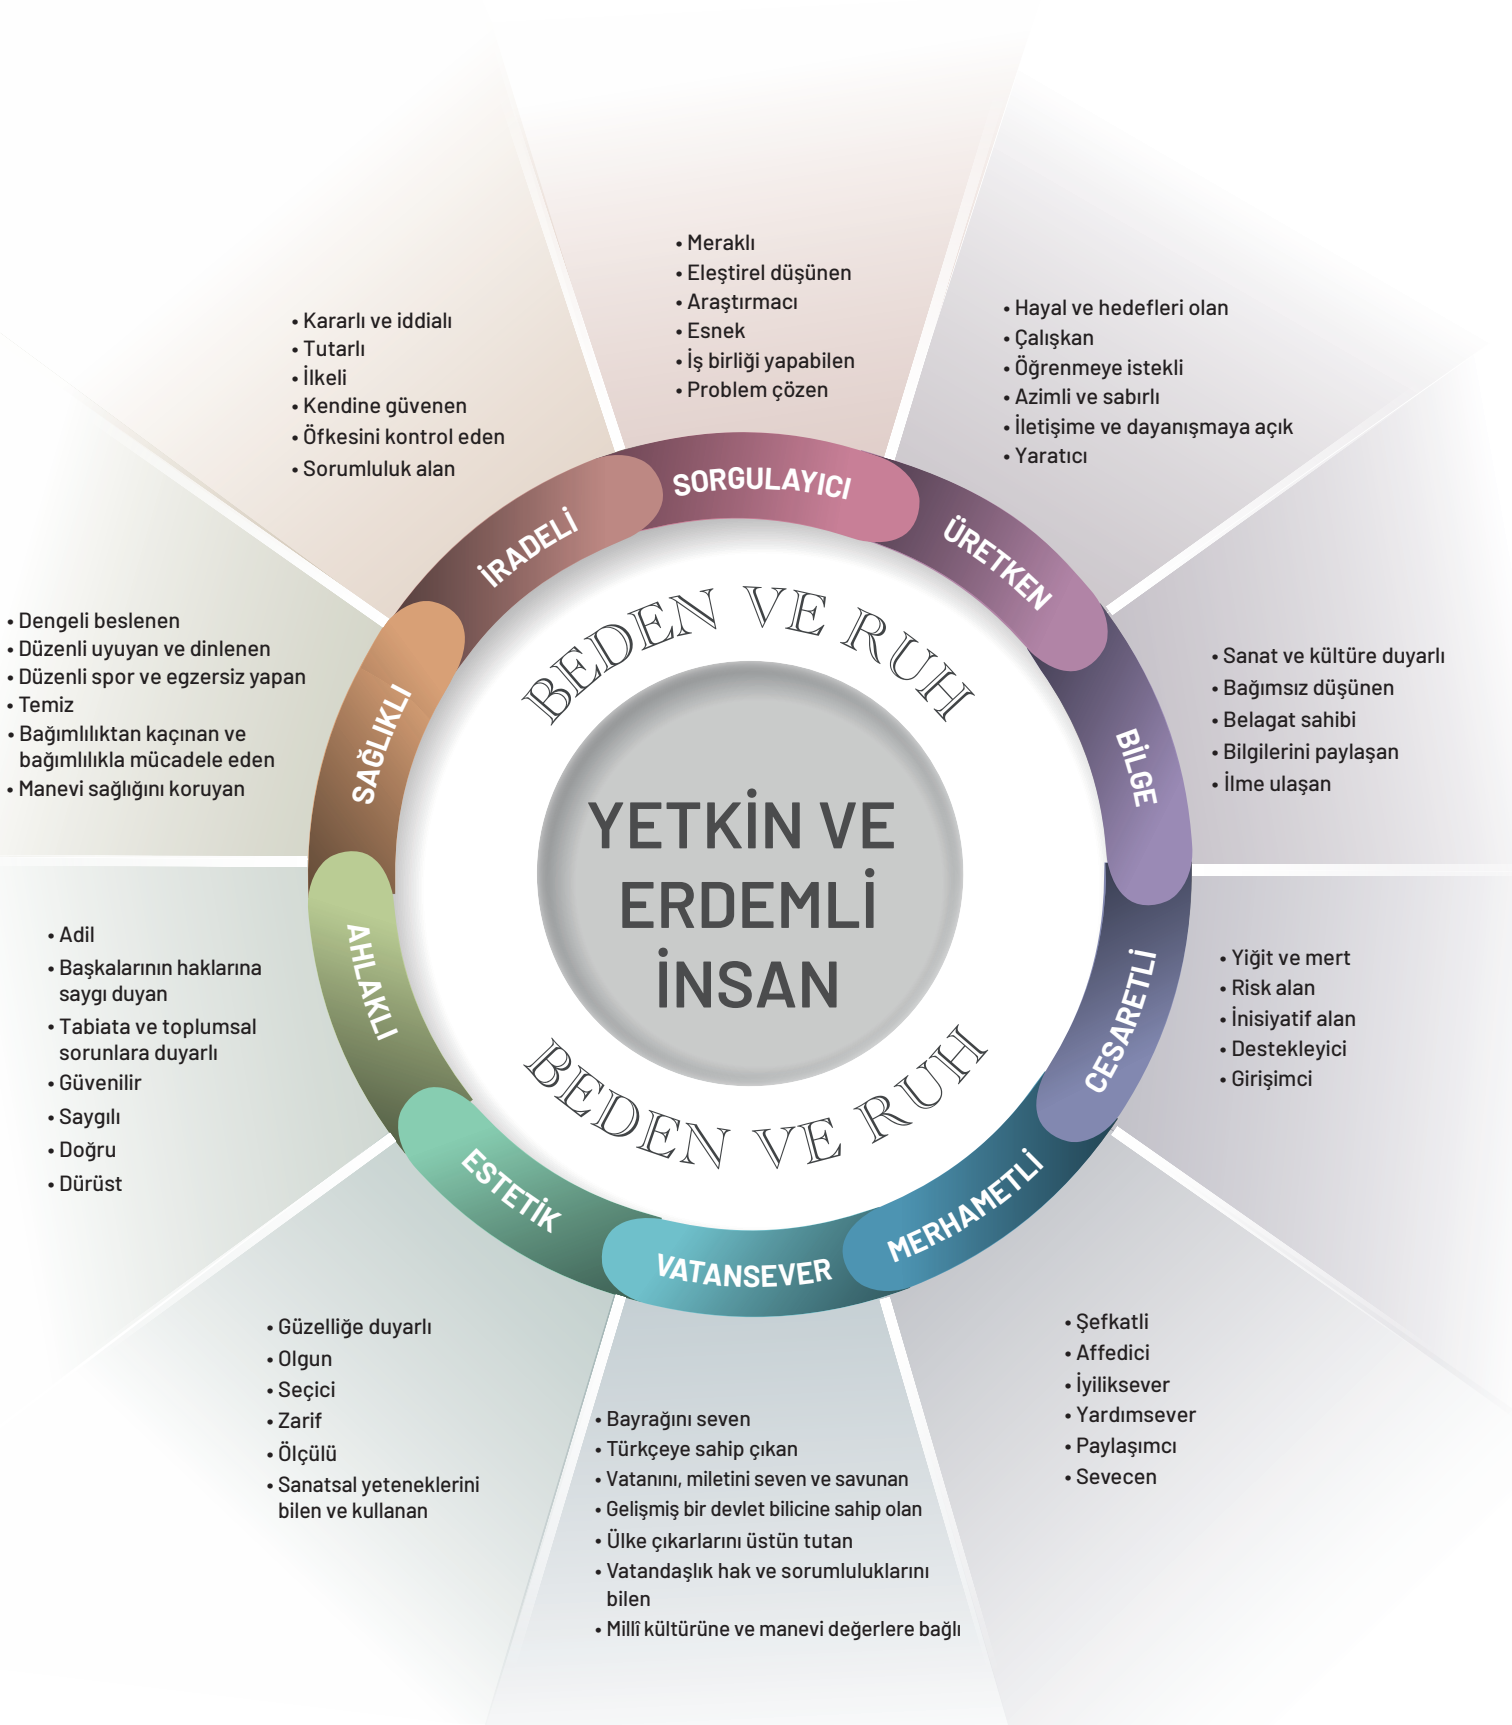 • Meraklı
• Eleştirel düşünen
• Araştırmacı
• Esnek
• İş birliği yapabilen
• Problem çözen
• Hayal ve hedefleri olan
• Çalışkan
• Öğrenmeye istekli
• Azimli ve sabırlı
• İletişime ve dayanışmaya açık
• Yaratıcı
• Kararlı ve iddialı
• Tutarlı
• İlkeli
• Kendine güvenen
• Öfkesini kontrol eden
• Sorumluluk alan
SORGULAYICI
ÜRETKEN
İRADELİ
BEDEN VE RUH
• Dengeli beslenen
• Düzenli uyuyan ve dinlenen
• Düzenli spor ve egzersiz yapan
• Temiz
• Bağımlılıktan kaçınan ve
bağımlılıkla mücadele eden
• Manevi sağlığını koruyan
SAĞLIKLI
BİLGE
• Sanat ve kültüre duyarlı
• Bağımsız düşünen
• Belagat sahibi
• Bilgilerini paylaşan
• İlme ulaşan
YETKİN VE
ERDEMLİ
İNSAN
• Adil
• Başkalarının haklarına
saygı duyan
• Tabiata ve toplumsal
sorunlara duyarlı
• Güvenilir
• Saygılı
• Doğru
• Dürüst
AHLAKLI
CESARETLİ
• Yiğit ve mert
• Risk alan
• İnisiyatif alan
• Destekleyici
• Girişimci
BEDEN VE RUH
ESTETİK
VATANSEVER
MERHAMETLİ
• Güzelliğe duyarlı
• Olgun
• Seçici
• Zarif
• Ölçülü
• Sanatsal yeteneklerini
bilen ve kullanan
• Bayrağını seven
• Türkçeye sahip çıkan
• Vatanını, miletini seven ve savunan
• Gelişmiş bir devlet bilicine sahip olan
• Ülke çıkarlarını üstün tutan
• Vatandaşlık hak ve sorumluluklarını
bilen
• Millî kültürüne ve manevi değerlere bağlı
• Şefkatli
• Affedici
• İyiliksever
• Yardımsever
• Paylaşımcı
• Sevecen